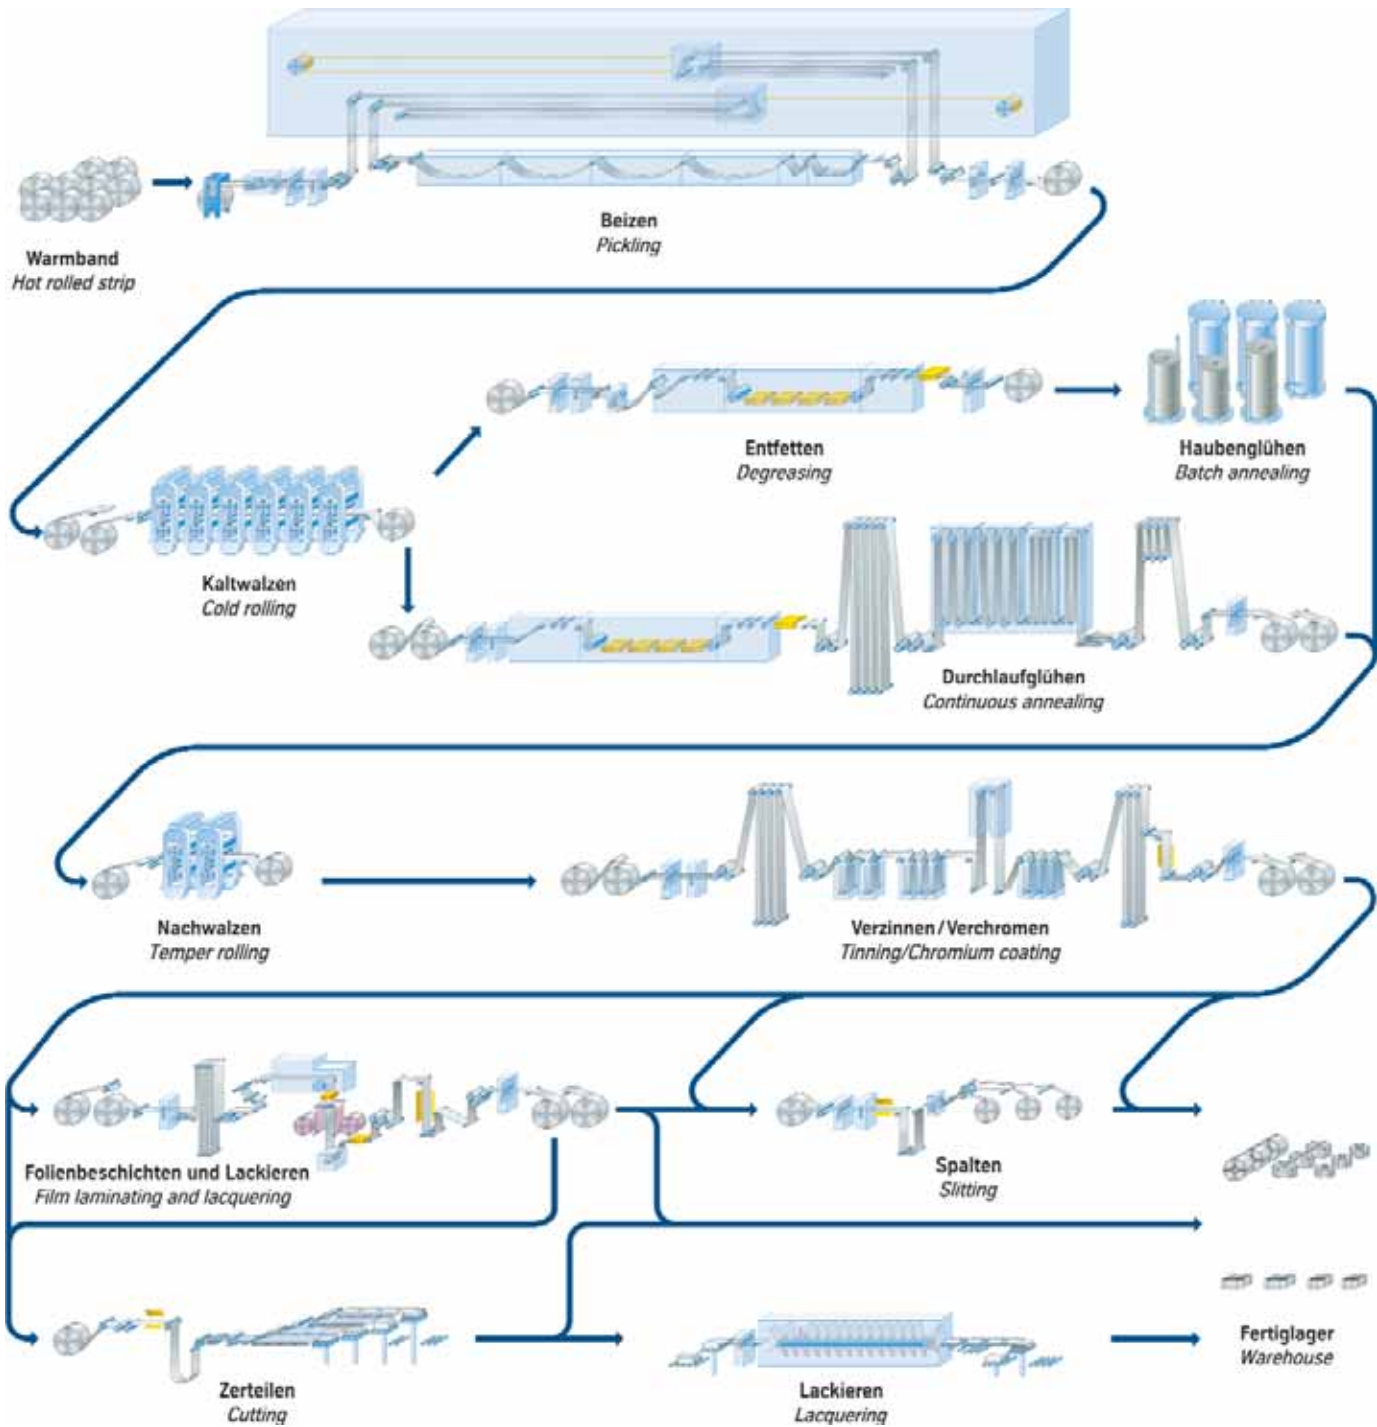 Beizen
Pickling
Warmband
Hot rolled strip
Entfetten
Degreasing
Haubenglühen
Batch annealing
Kaltwalzen
Cold rolling
Durchlaufglühen
Continuous annealing
Nachwalzen
Temper rolling
Verzinnen/Verchromen
Tinning/Chromium coating
Folienbeschichten und Lackieren
Film laminating and lacquering
Spalten
Slitting
Zerteilen
Cutting
Lackieren
Lacquering
Fertiglager
Warehouse